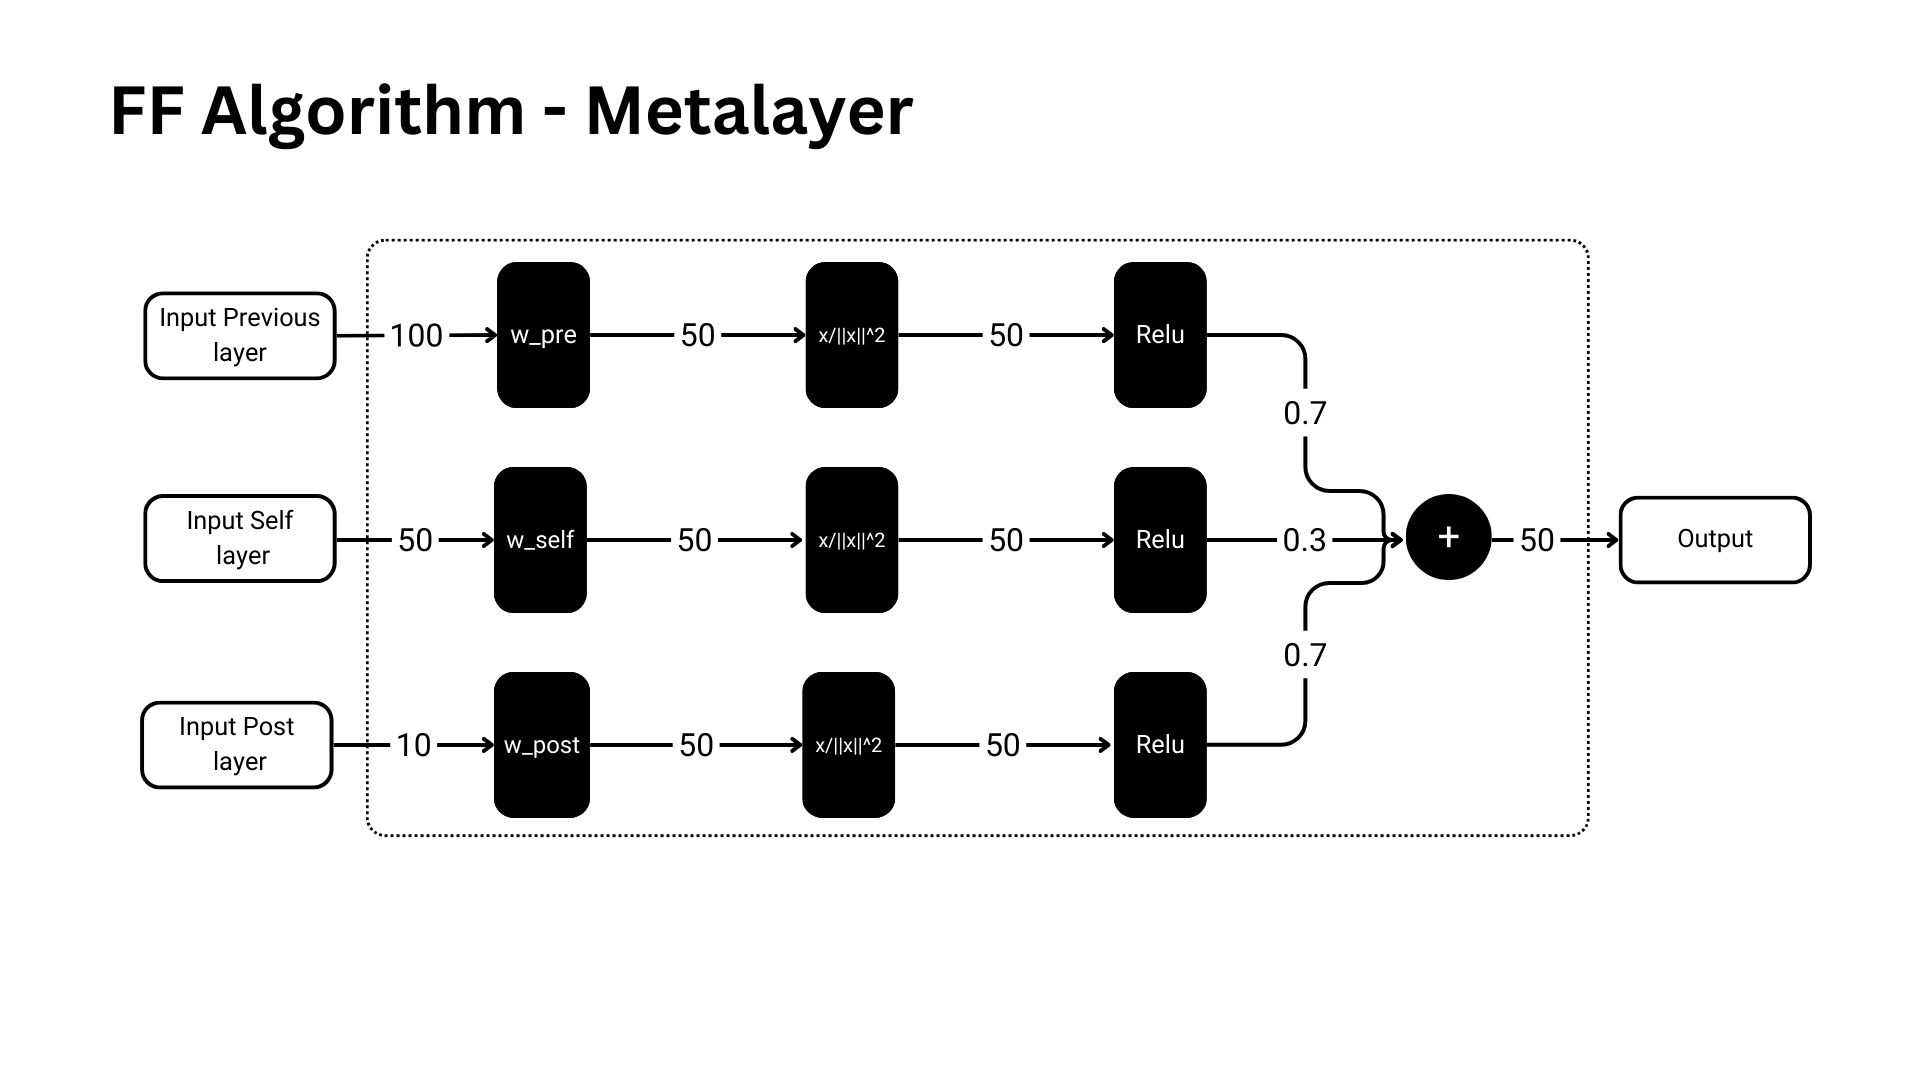 FF Algorithm - Metalayer
Input Previous
layer
100
w_pre
50
x/||x||^2
50
Relu
0.7
Input Self
layer
50
w_self
50
x/||x||^2
50
Relu
0.3
+
50
Output
0.7
Input Post
layer
10
w_post
50
x/||x||^2
50
Relu